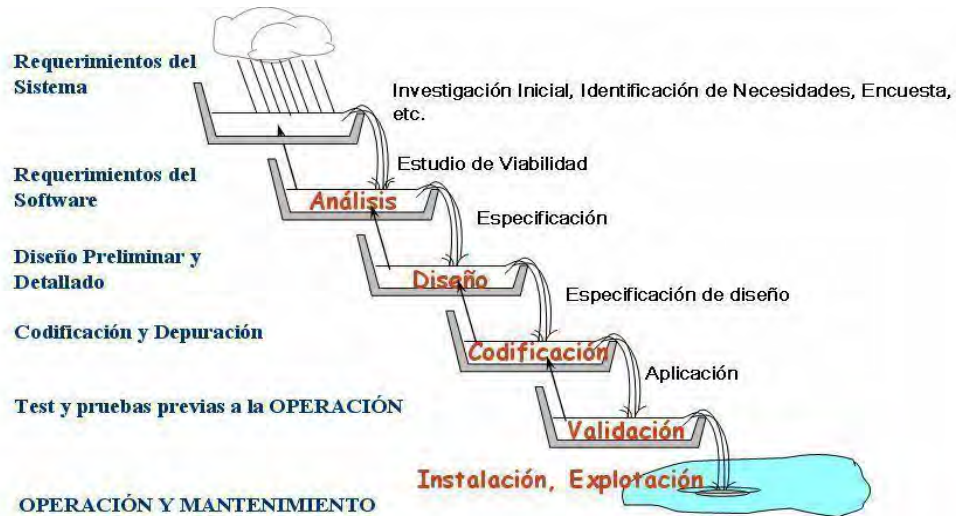 Requerimientos del
Sistema
Investigación Inicial, Identificación de Necesidades, Encuesta,
etc.
Estudio de Viabilidad
Requerimientos del
Software
Análisis
Especificación
Diseño Preliminar y
Detallado
Diseño
Especificación de diseño
Codificación y Depuración
Codificación
Aplicación
Test y pruebas previas a la OPERACIÓN
Validación
Instalación, Explotación
OPERACIÓN Y MANTENIMIENTO